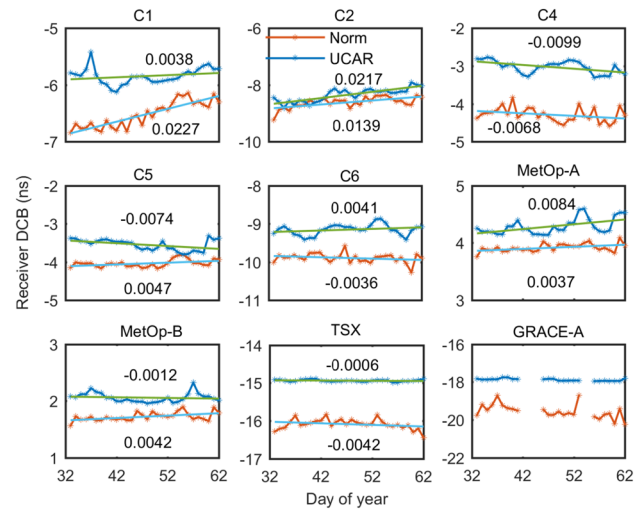 C1 C2 C4
-5 -6 -2
Norm
UCAR
0.0038 0.0217 -0.0099
-6 -8 -3
-4
0.0227 0.0139 -0.0068
-7 -10 -5
C5 C6 MetOp-A
-2 -8 5
-0.0074 0.0041 0.0084
-3 -9
4
-4 -10
0.0047 -0.0036 0.0037
-5 -11 3
Receiver DCB (ns)
MetOp-B TSX GRACE-A
3 -14 -16
-0.0012 -0.0006
-15 -18
2
-16 -20
0.0042 -0.0042
1 -17 -22
32 42 52 62 32 42 52 62 32 42 52 62
Day of year